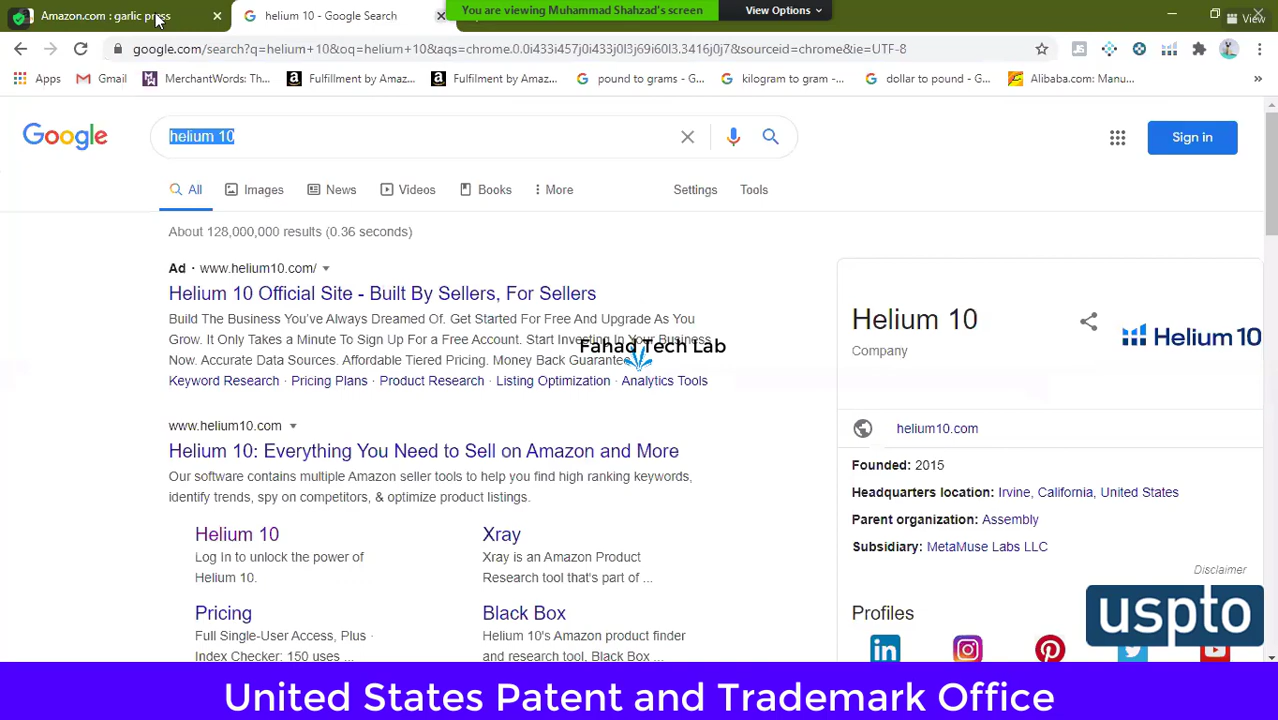 Amazon.com : garlic press
helium 10 - Google Search
You are viewing Muhammad Shahzad's screen
View Options
View
google.com/search?q=helium+10&oq=helium+10&aqs=chrome.0.0i433i457j0i433j0l3j69i60l3.3416j0j7&sourceid=chrome&ie=UTF-8
Apps
Gmail
MerchantWords: Th...
Fulfillment by Amaz...
Fulfilment by Amaz...
pound to grams - G...
kilogram to gram -...
dollar to pound - G...
Alibaba.com: Manu...
Google
helium 10
Sign in
All
Images
News
Videos
Books
More
Settings
Tools
About 128,000,000 results (0.36 seconds)
Ad · www.helium10.com/
Helium 10 Official Site - Built By Sellers, For Sellers
Build The Business You've Always Dreamed Of. Get Started For Free And Upgrade As You
Grow. It Only Takes a Minute To Sign Up For a Free Account. Start Investing In Your Business
Now. Accurate Data Sources. Affordable Tiered Pricing. Money Back Guarantee
Fahad Tech Lab
Keyword Research · Pricing Plans · Product Research · Listing Optimization · Analytics Tools
www.helium10.com
Helium 10: Everything You Need to Sell on Amazon and More
Our software contains multiple Amazon seller tools to help you find high ranking keywords,
identify trends, spy on competitors, & optimize product listings.
Helium 10
Log In to unlock the power of
Helium 10.
Xray
Xray is an Amazon Product
Research tool that's part of ...
Pricing
Full Single-User Access, Plus ·
Index Checker: 150 uses ...
Black Box
Helium 10's Amazon product finder
and research tool, Black Box ...
Helium 10
Company
Helium 10
helium10.com
Founded: 2015
Headquarters location: Irvine, California, United States
Parent organization: Assembly
Subsidiary: MetaMuse Labs LLC
Disclaimer
Profiles
uspto
United States Patent and Trademark Office